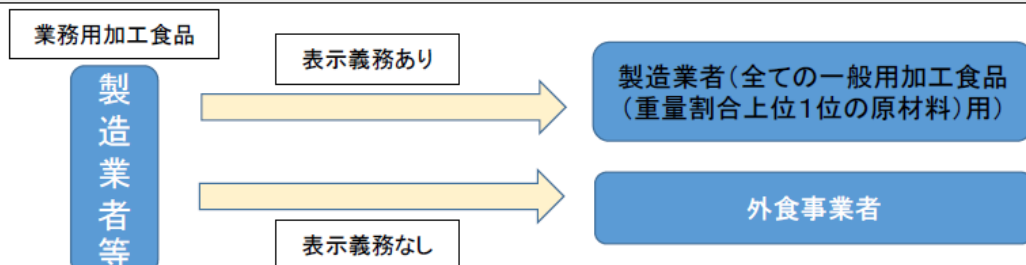 業務用加工食品
製造業者等
表示義務あり
製造業者(全ての一般用加工食品
(重量割合上位1位の原材料)用)
外食事業者
表示義務なし